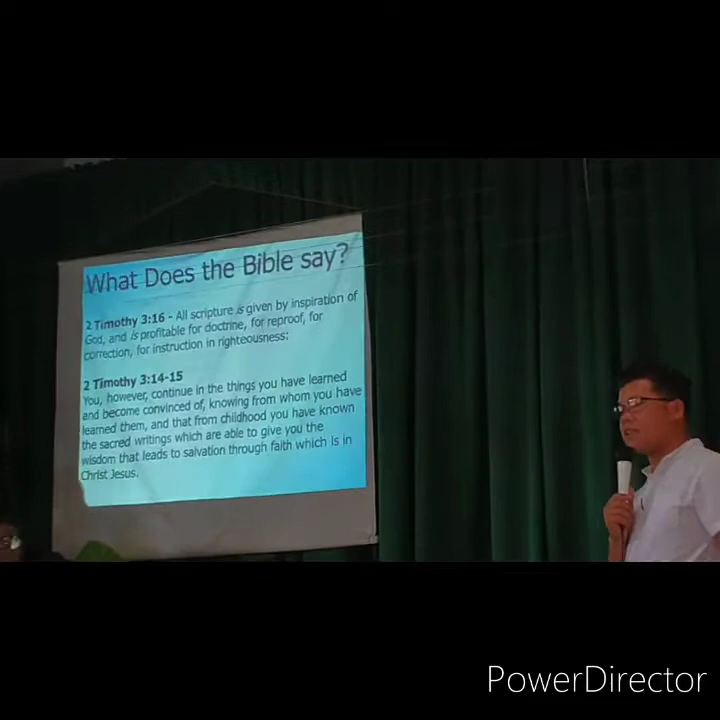 What Does the Bible say?
2 Timothy 3:16 - All scripture is given by inspiration of
God, and is profitable for doctrine, for reproof, for
correction, for instruction in righteousness:
2 Timothy 3:14-15
You, however, continue in the things you have learned
and become convinced of, knowing from whom you have
learned them, and that from childhood you have known
the sacred writings which are able to give you the
wisdom that leads to salvation through faith which is in
Christ Jesus.
PowerDirector